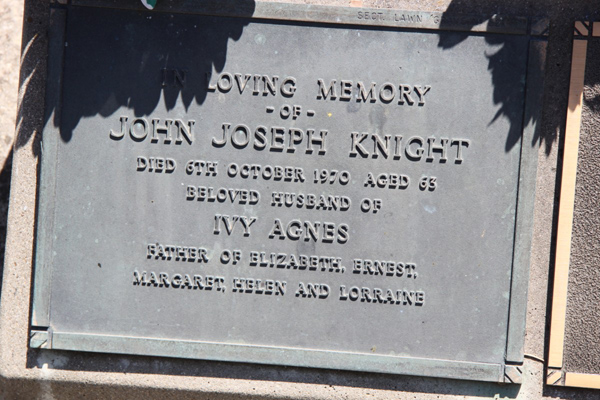 SECT. LAWN
IN LOVING MEMORY
- OF -
JOHN JOSEPH KNIGHT
DIED 6TH OCTOBER 1970 AGED 63
BELOVED HUSBAND OF
IVY AGNES
FATHER OF ELIZABETH, ERNEST,
MARGARET, HELEN AND LORRAINE